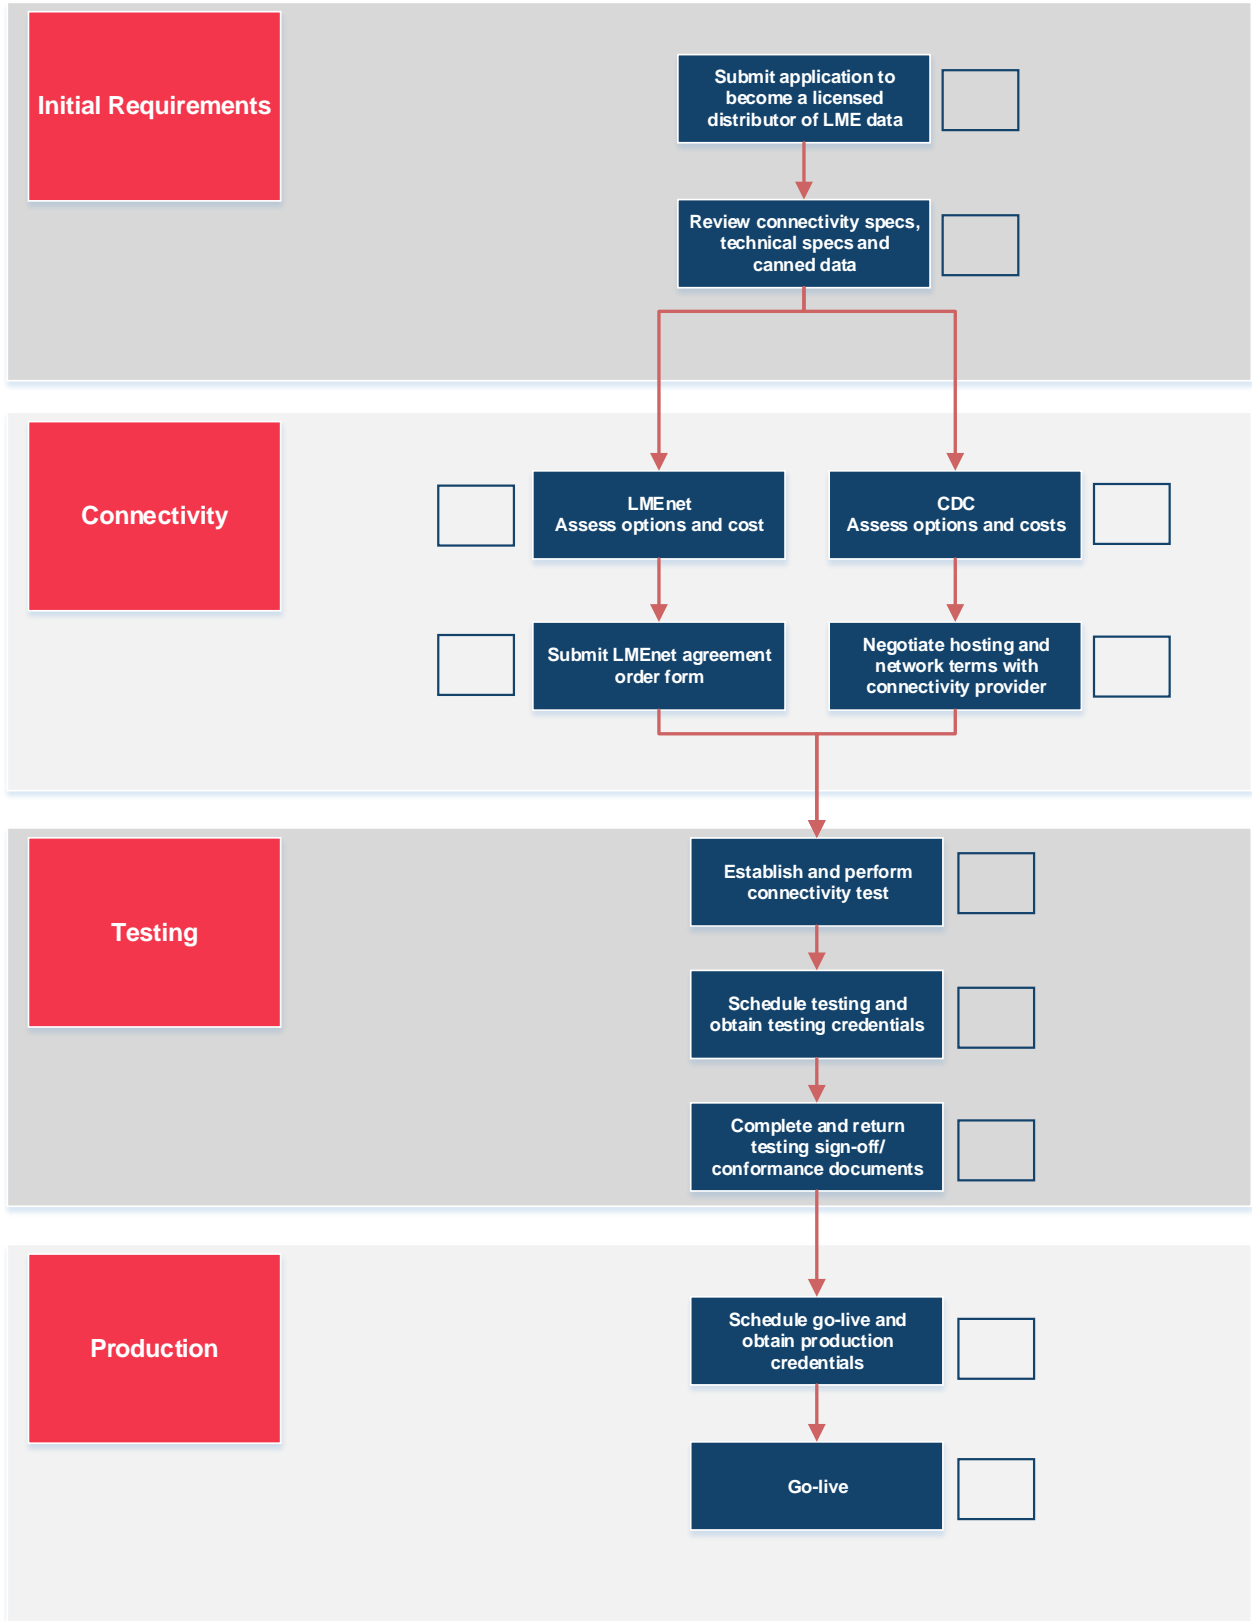 Initial Requirements
Submit application to
become a licensed
distributor of LME data
Review connectivity specs,
technical specs and
canned data
Connectivity
LMEnet
Assess options and cost
CDC
Assess options and costs
Submit LMEnet agreement
order form
Negotiate hosting and
network terms with
connectivity provider
Testing
Establish and perform
connectivity test
Schedule testing and
obtain testing credentials
Complete and return
testing sign-off/
conformance documents
Production
Schedule go-live and
obtain production
credentials
Go-live